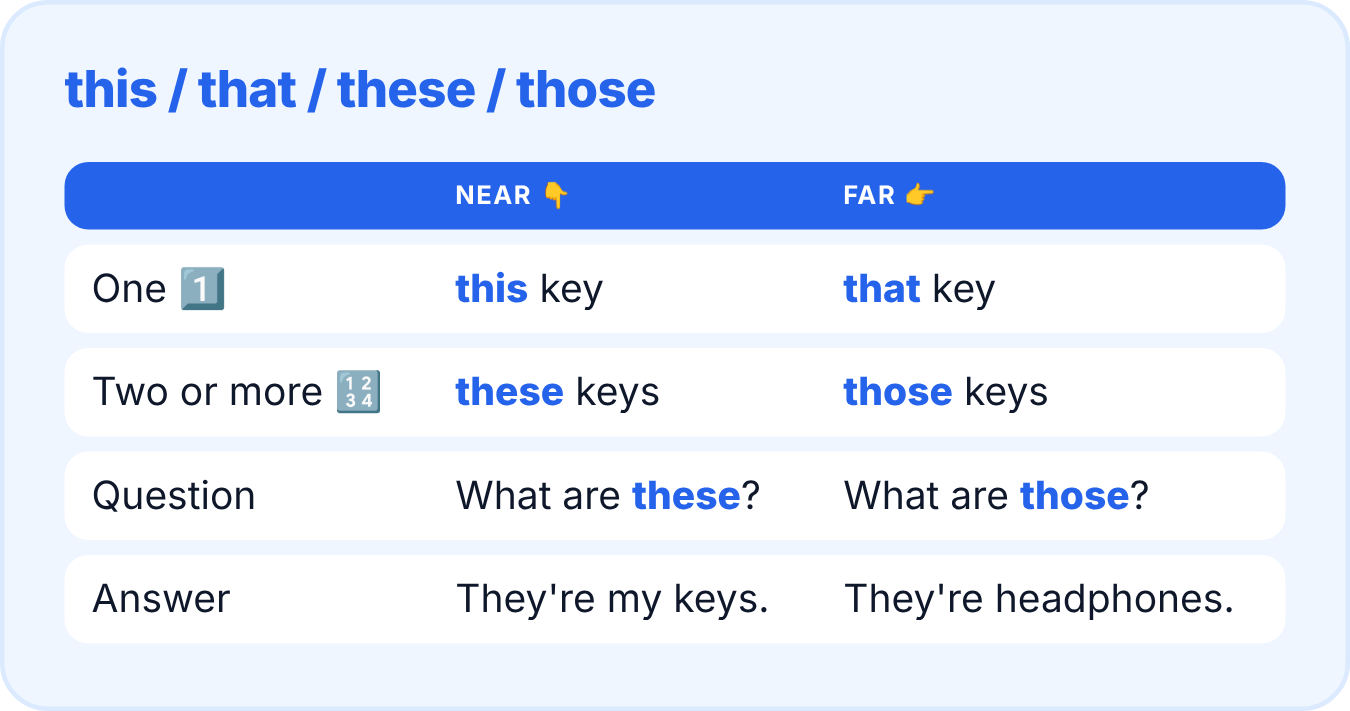 this / that / these / those
NEAR 👇 FAR 👉
One 1️⃣ this key that key
Two or more 🔢 these keys those keys
Question What are these? What are those?
Answer They're my keys. They're headphones.